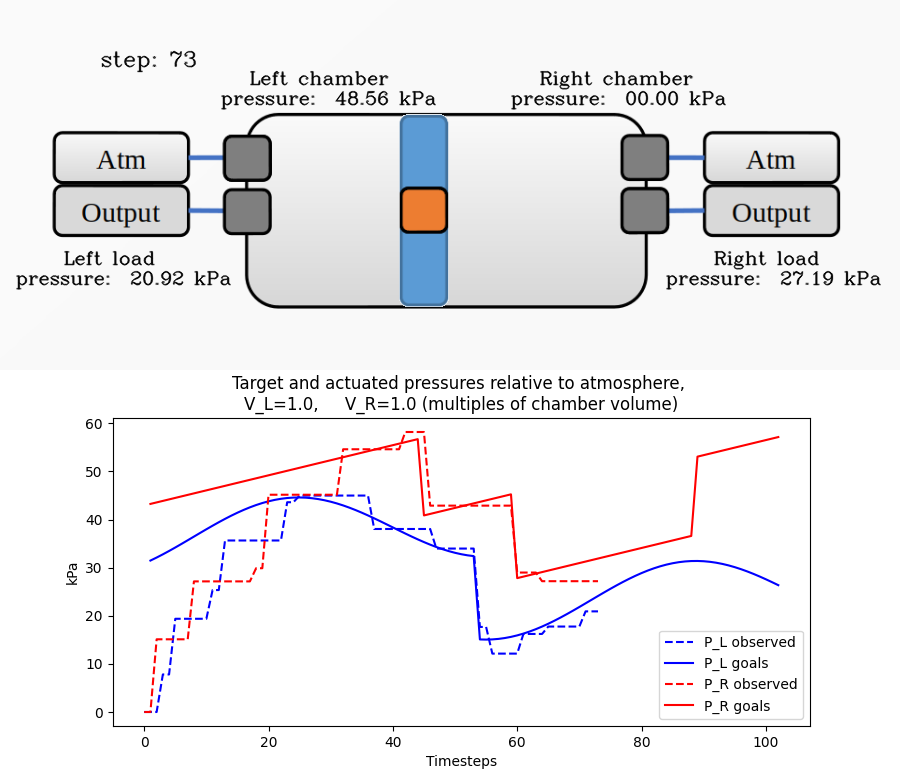 step: 73
Left chamber
pressure: 48.56 kPa
Right chamber
pressure: 00.00 kPa
Atm
Output
Atm
Output
Left load
pressure: 20.92 kPa
Right load
pressure: 27.19 kPa
Target and actuated pressures relative to atmosphere,
V_L=1.0, V_R=1.0 (multiples of chamber volume)
60
50
40
30
20
10
0
kPa
0 20 40 60 80 100
Timesteps
P_L observed
P_L goals
P_R observed
P_R goals